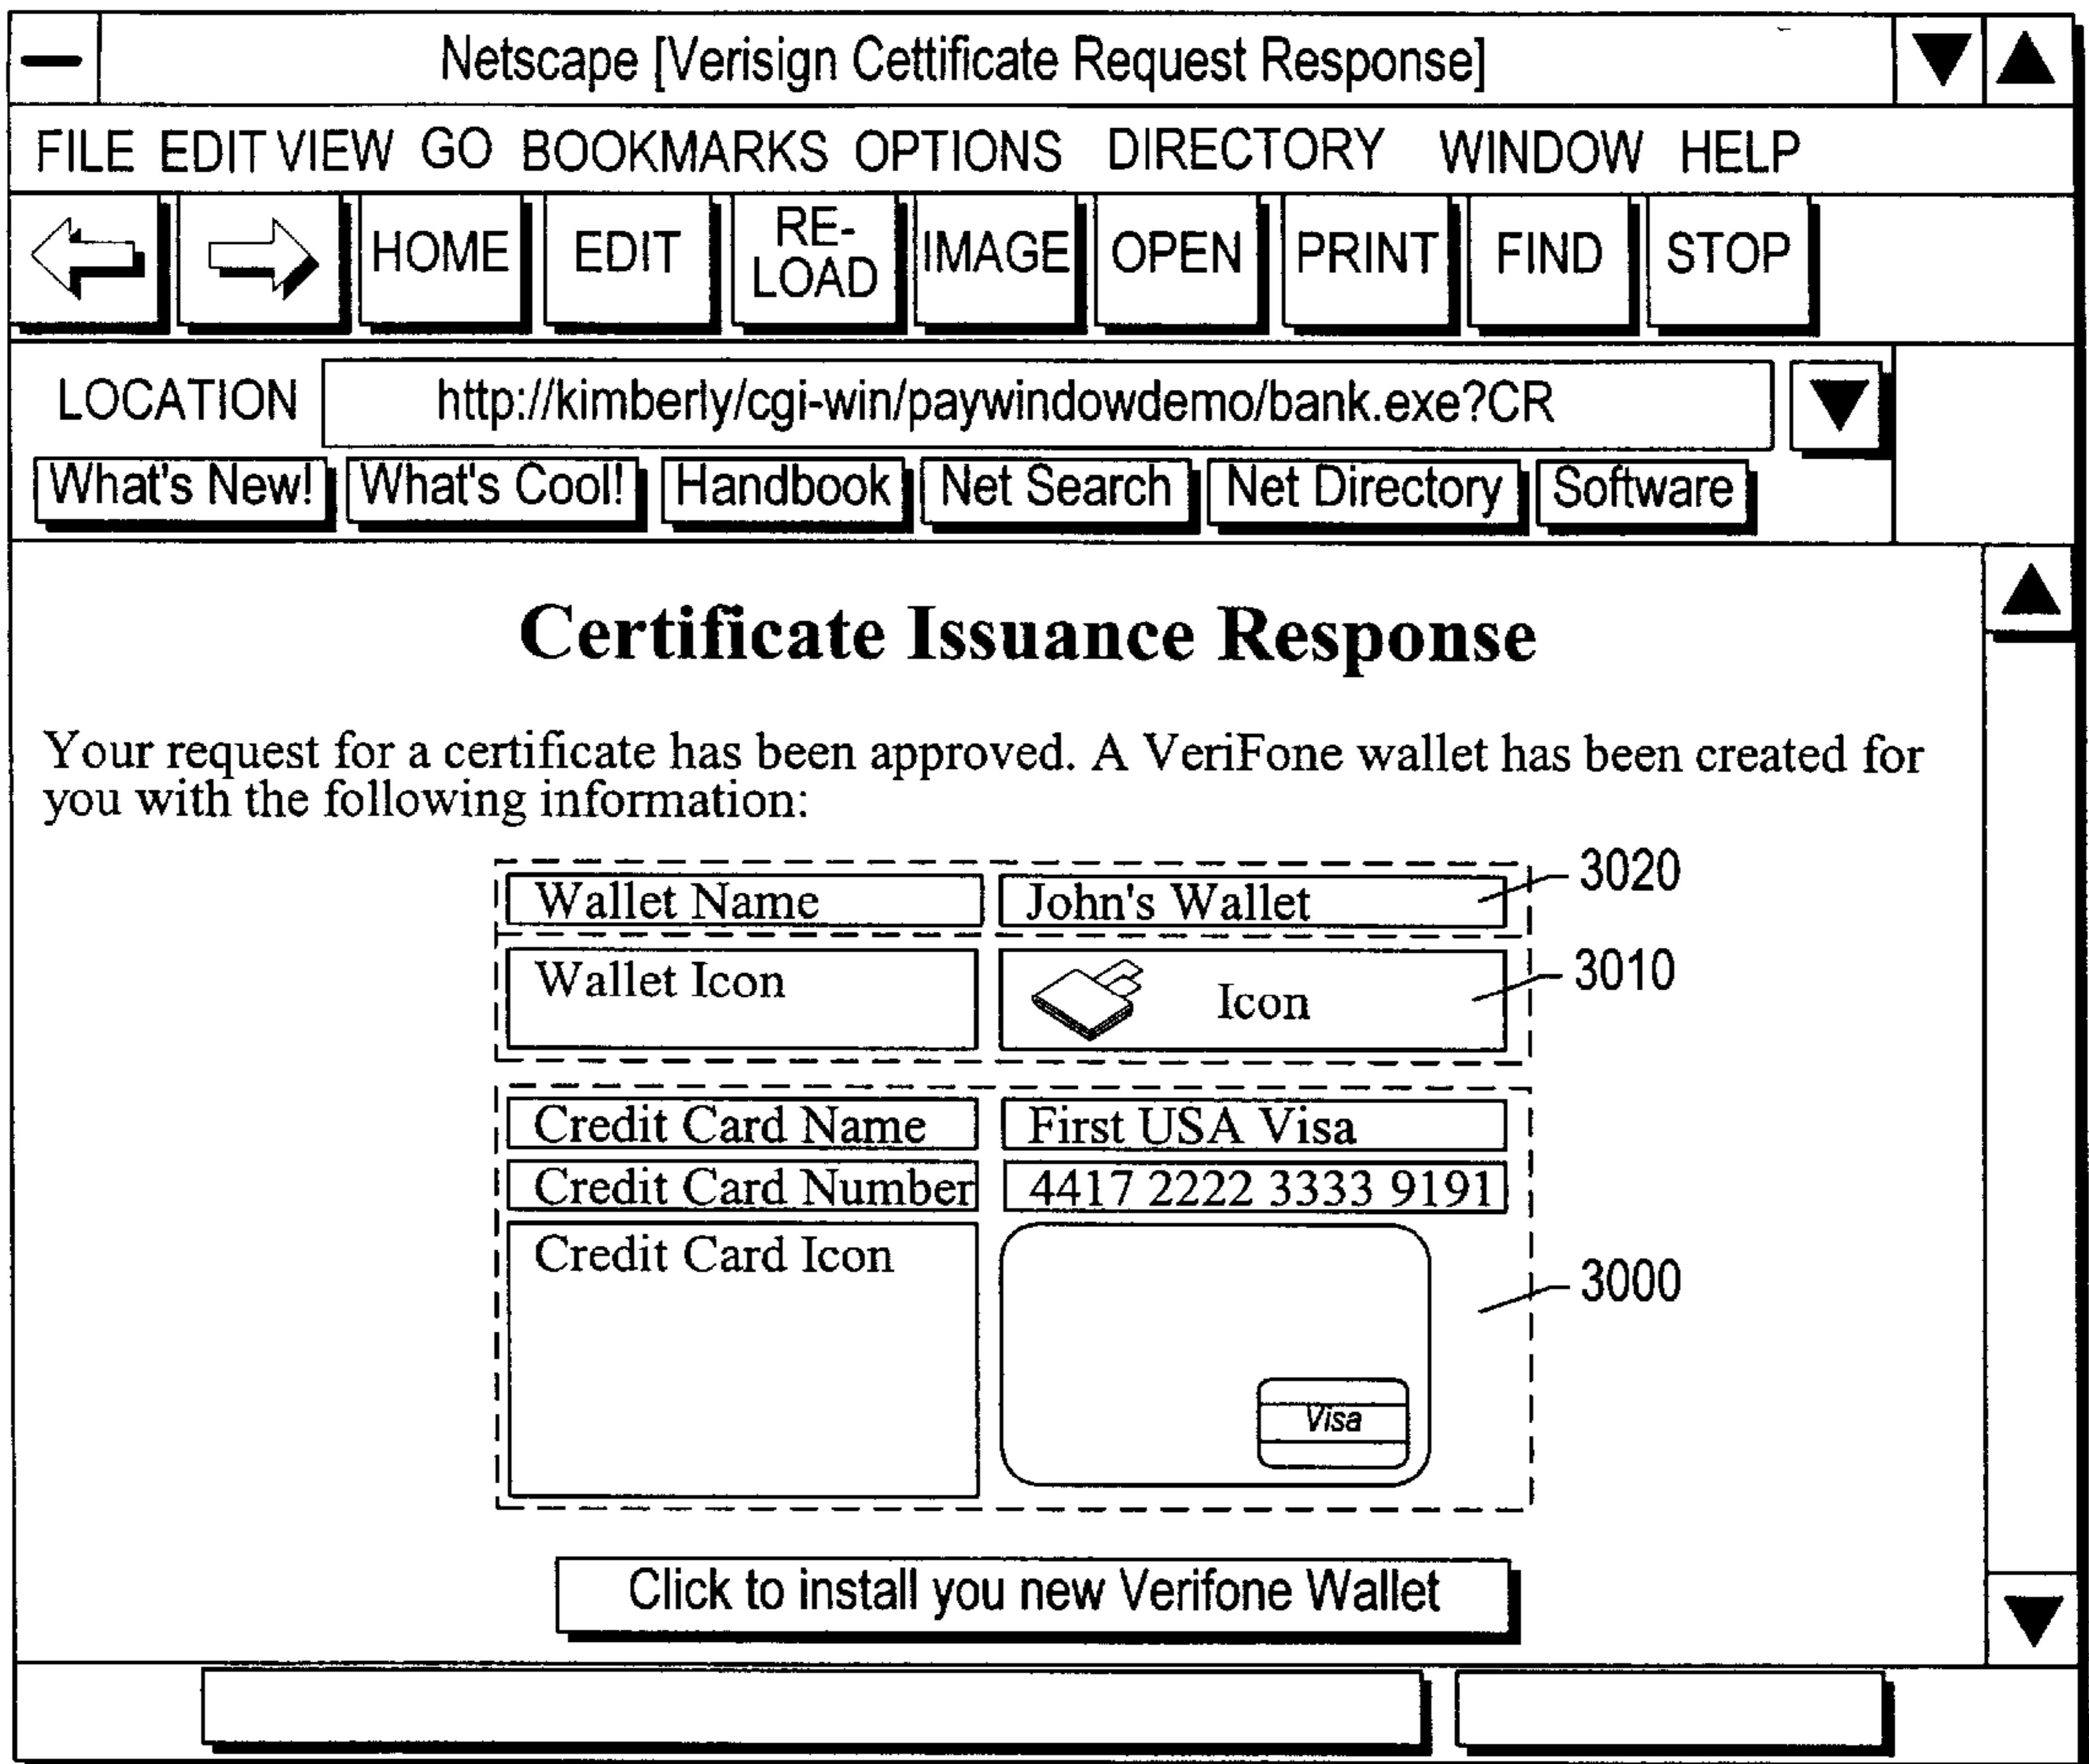 Netscape [Verisign Cettificate Request Response]
FILE EDIT VIEW GO BOOKMARKS OPTIONS DIRECTORY WINDOW HELP
HOME EDIT RE-LOAD IMAGE OPEN PRINT FIND STOP
LOCATION http://kimberly/cgi-win/paywindowdemo/bank.exe?CR
What's New! What's Cool! Handbook Net Search Net Directory Software
Certificate Issuance Response
Your request for a certificate has been approved. A VeriFone wallet has been created for
you with the following information:
Wallet Name John's Wallet 3020
Wallet Icon Icon 3010
Credit Card Name First USA Visa
Credit Card Number 4417 2222 3333 9191
Credit Card Icon 3000
Visa
Click to install you new Verifone Wallet